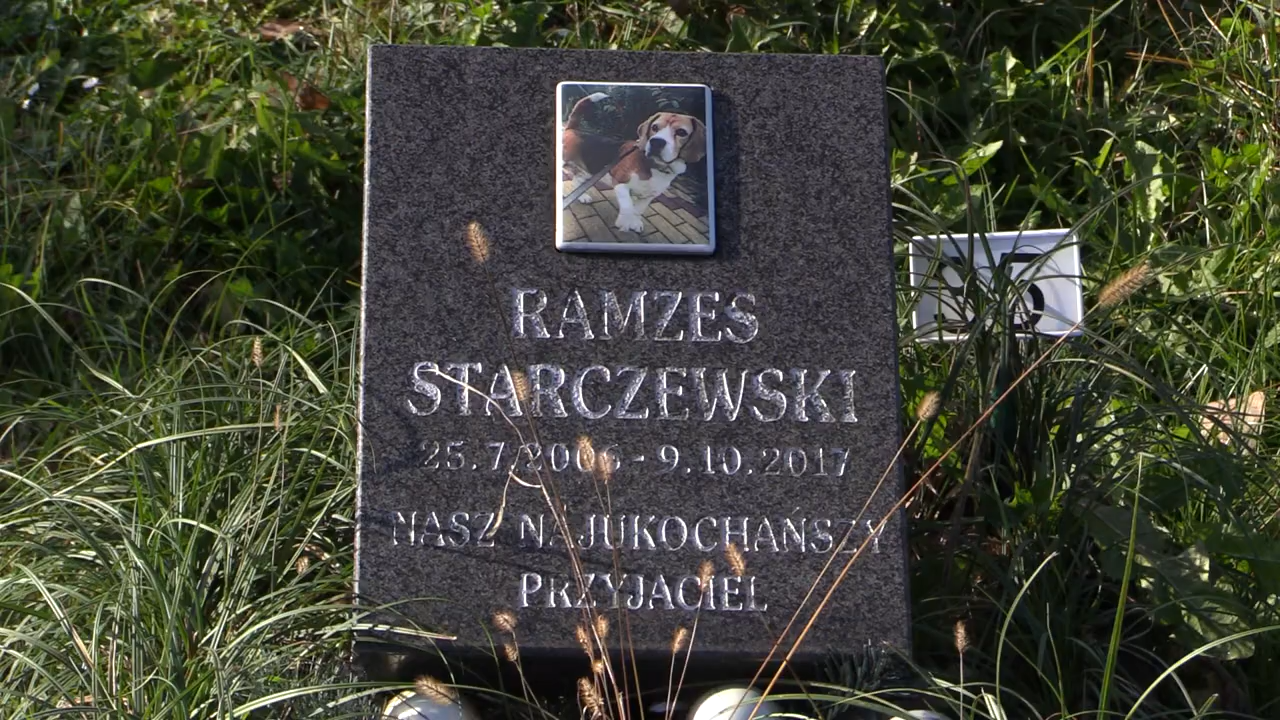 RAMZES
STARCZEWSKI
25.7.2006 - 9.10.2017
NASZ NAJUKOCHAŃSZY
PRZYJACIEL